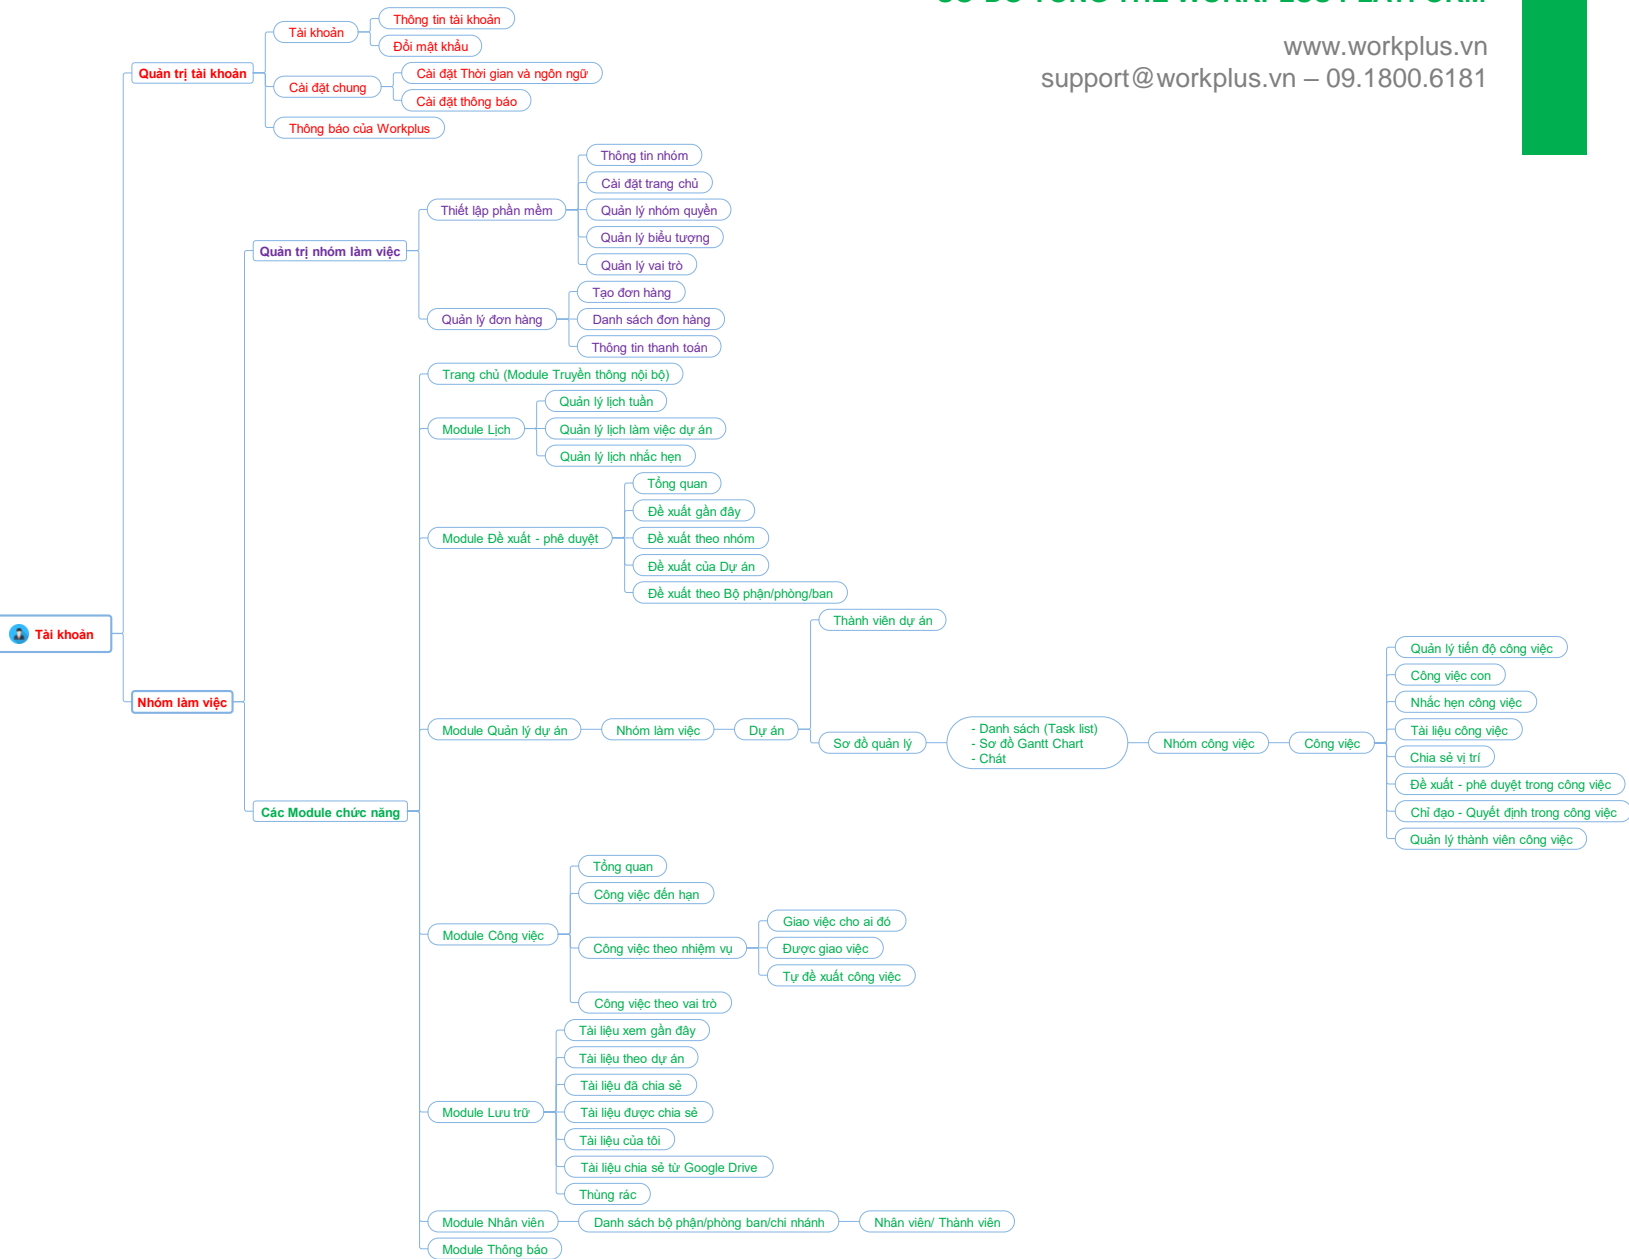 SƠ ĐỒ TỔNG THỂ WORKPLUS PLATFORM
www.workplus.vn
support@workplus.vn – 09.1800.6181
Tài khoản
Quản trị tài khoản
Tài khoản
Thông tin tài khoản
Đổi mật khẩu
Cài đặt chung
Cài đặt Thời gian và ngôn ngữ
Cài đặt thông báo
Thông báo của Workplus
Nhóm làm việc
Quản trị nhóm làm việc
Thiết lập phần mềm
Thông tin nhóm
Cài đặt trang chủ
Quản lý nhóm quyền
Quản lý biểu tượng
Quản lý vai trò
Quản lý đơn hàng
Tạo đơn hàng
Danh sách đơn hàng
Thông tin thanh toán
Các Module chức năng
Trang chủ (Module Truyền thông nội bộ)
Module Lịch
Quản lý lịch tuần
Quản lý lịch làm việc dự án
Quản lý lịch nhắc hẹn
Module Đề xuất - phê duyệt
Tổng quan
Đề xuất gần đây
Đề xuất theo nhóm
Đề xuất của Dự án
Đề xuất theo Bộ phận/phòng/ban
Module Quản lý dự án
Nhóm làm việc
Dự án
Thành viên dự án
Sơ đồ quản lý
- Danh sách (Task list)
- Sơ đồ Gantt Chart
- Chát
Nhóm công việc
Công việc
Quản lý tiến độ công việc
Công việc con
Nhắc hẹn công việc
Tài liệu công việc
Chia sẻ vị trí
Đề xuất - phê duyệt trong công việc
Chỉ đạo - Quyết định trong công việc
Quản lý thành viên công việc
Module Công việc
Tổng quan
Công việc đến hạn
Công việc theo nhiệm vụ
Giao việc cho ai đó
Được giao việc
Tự đề xuất công việc
Công việc theo vai trò
Module Lưu trữ
Tài liệu xem gần đây
Tài liệu theo dự án
Tài liệu đã chia sẻ
Tài liệu được chia sẻ
Tài liệu của tôi
Tài liệu chia sẻ từ Google Drive
Thùng rác
Module Nhân viên
Danh sách bộ phận/phòng ban/chi nhánh
Nhân viên/ Thành viên
Module Thông báo